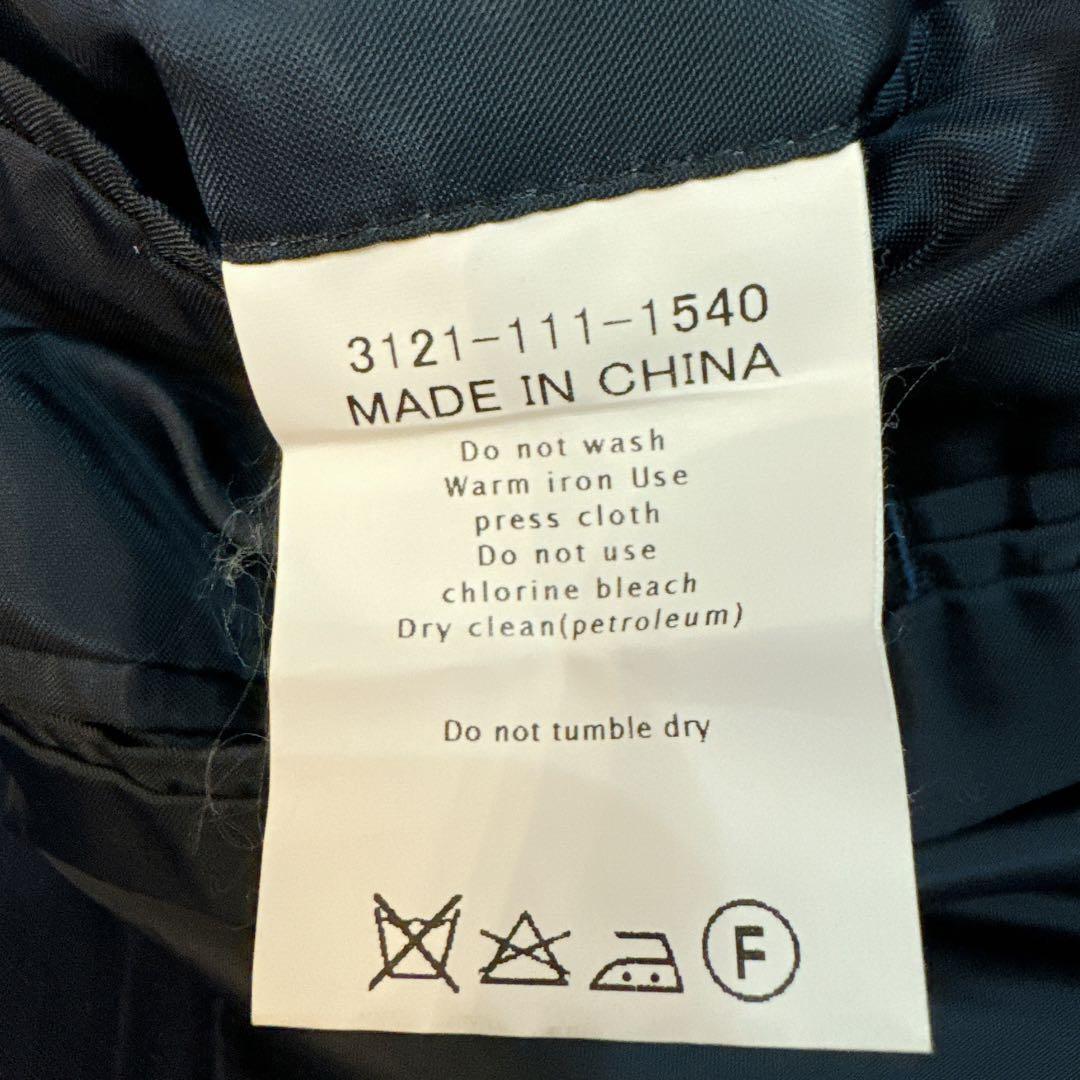 3121-111-1540
MADE IN CHINA
Do not wash
Warm iron Use
press cloth
Do not use
chlorine bleach
Dry clean(petroleum)
Do not tumble dry
F